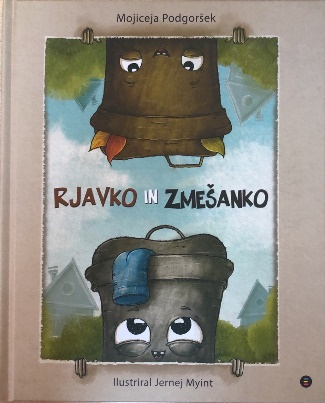 Mojiceja Podgoršek
RJAVKO IN ZMEŠANKO
Ilustriral Jernej Myint